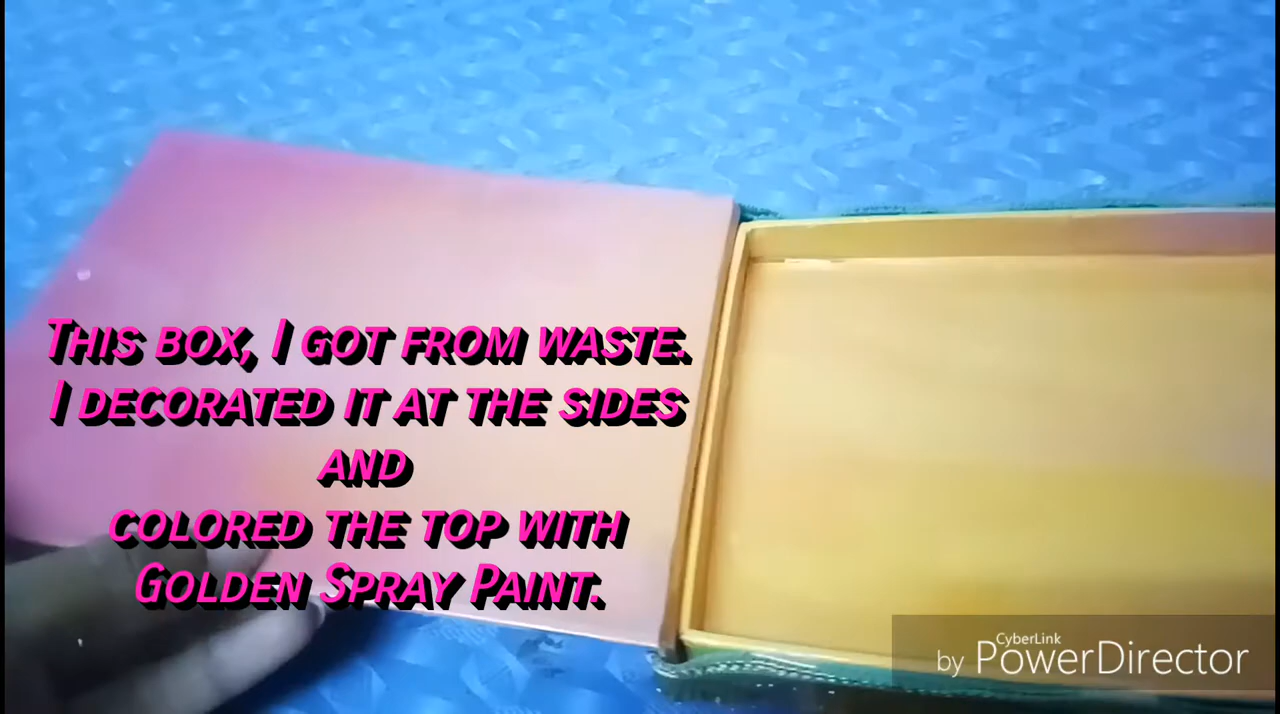 This box, I got from waste.
I decorated it at the sides
and
colored the top with
Golden Spray Paint.
CyberLink
by PowerDirector